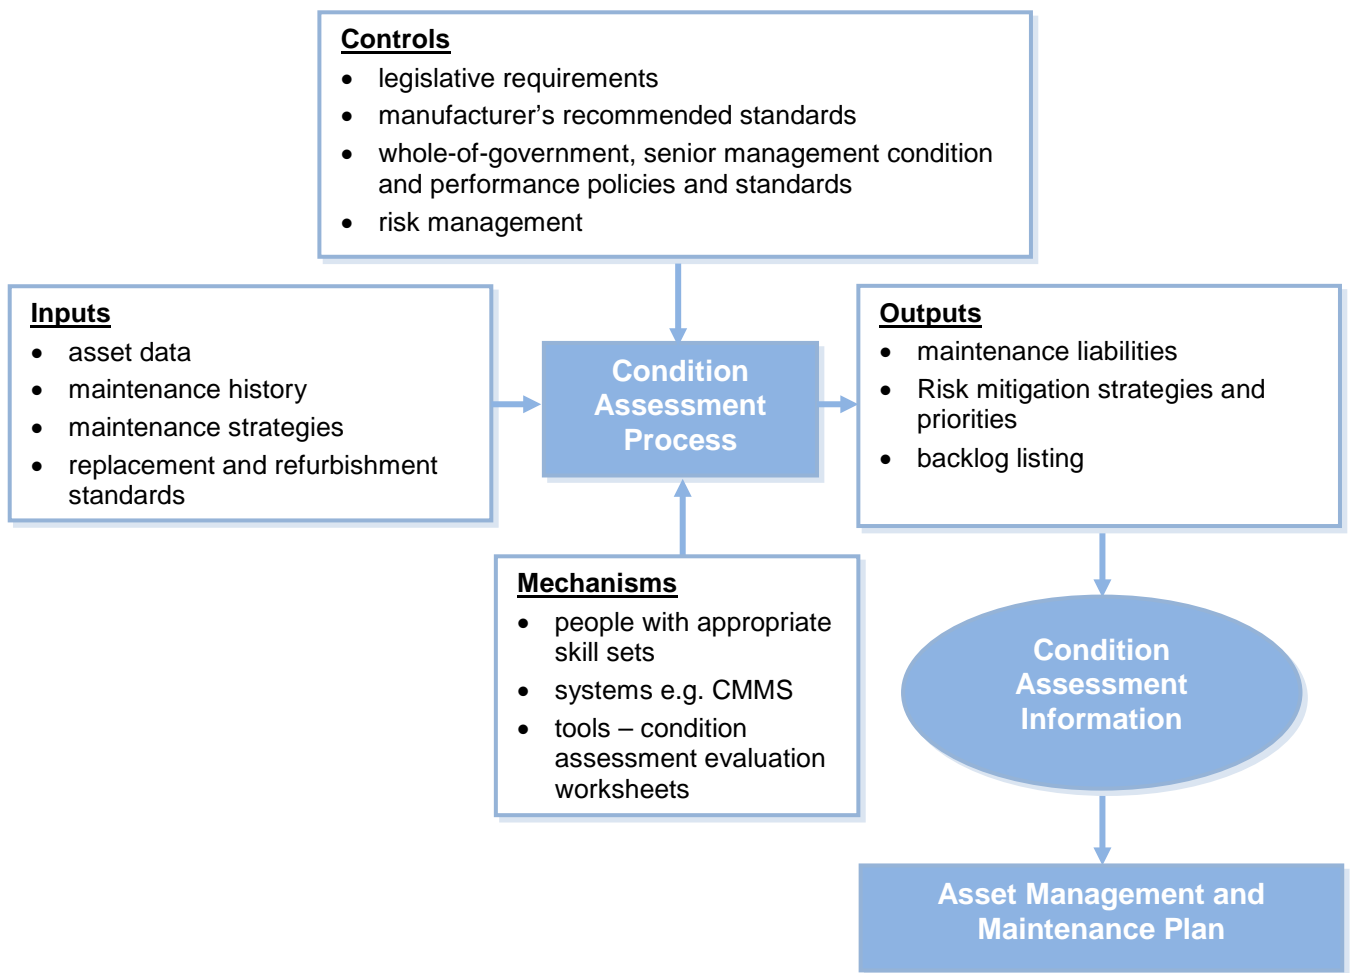 Controls
• legislative requirements
• manufacturer’s recommended standards
• whole-of-government, senior management condition
and performance policies and standards
• risk management
Inputs
• asset data
• maintenance history
• maintenance strategies
• replacement and refurbishment
standards
Condition
Assessment
Process
Outputs
• maintenance liabilities
• Risk mitigation strategies and
priorities
• backlog listing
Mechanisms
• people with appropriate
skill sets
• systems e.g. CMMS
• tools – condition
assessment evaluation
worksheets
Condition
Assessment
Information
Asset Management and
Maintenance Plan